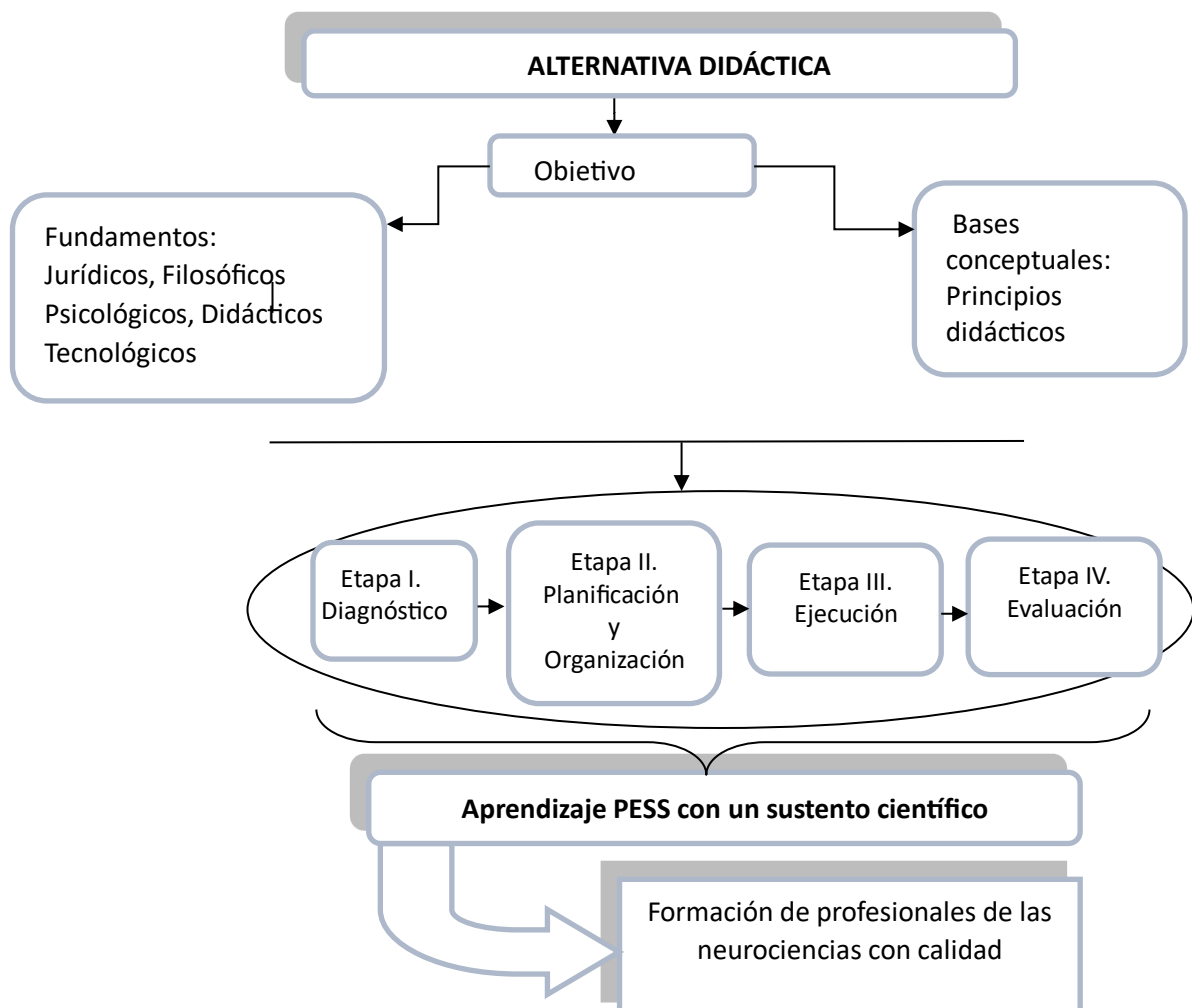 ALTERNATIVA DIDÁCTICA
Objetivo
Fundamentos:
Jurídicos, Filosóficos
Psicológicos, Didácticos
Tecnológicos
Bases
conceptuales:
Principios
didácticos
Etapa I.
Diagnóstico
Etapa II.
Planificación
y
Organización
Etapa III.
Ejecución
Etapa IV.
Evaluación
Aprendizaje PESS con un sustento científico
Formación de profesionales de las
neurociencias con calidad